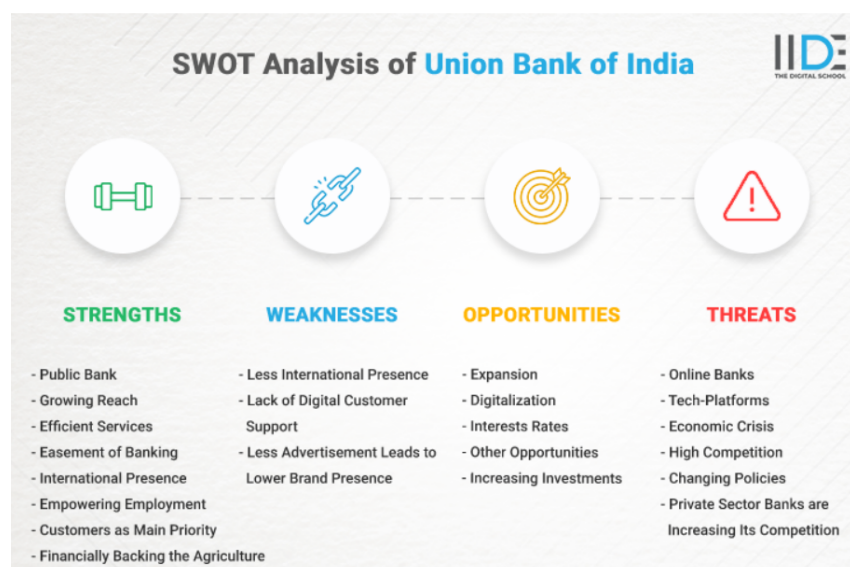 SWOT Analysis of Union Bank of India
IIDE
THE DIGITAL SCHOOL
STRENGTHS
- Public Bank
- Growing Reach
- Efficient Services
- Easement of Banking
- International Presence
- Empowering Employment
- Customers as Main Priority
- Financially Backing the Agriculture
WEAKNESSES
- Less International Presence
- Lack of Digital Customer
Support
- Less Advertisement Leads to
Lower Brand Presence
OPPORTUNITIES
- Expansion
- Digitalization
- Interests Rates
- Other Opportunities
- Increasing Investments
THREATS
- Online Banks
- Tech-Platforms
- Economic Crisis
- High Competition
- Changing Policies
- Private Sector Banks are
Increasing Its Competition